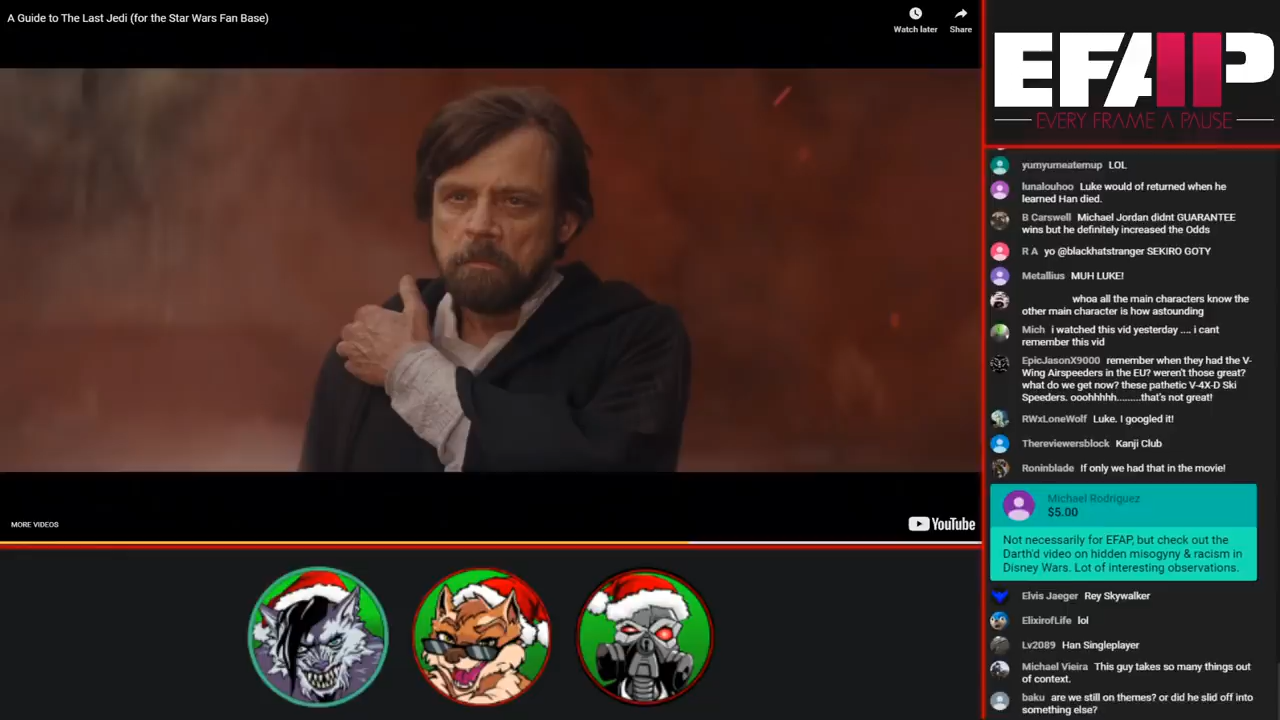 A Guide to The Last Jedi (for the Star Wars Fan Base)
Watch later
Share
EFAP
EVERY FRAME A PAUSE
yumyumeatemup LOL
lunalouhoo Luke would of returned when he
learned Han died.
B Carswell Michael Jordan didnt GUARANTEE
wins but he definitely increased the Odds
R A yo @blackhatstranger SEKIRO GOTY
Metallius MUH LUKE!
whoa all the main characters know the
other main character is how astounding
Mich i watched this vid yesterday .... i cant
remember this vid
EpicJasonX9000 remember when they had the V-
Wing Airspeeders in the EU? weren't those great?
what do we get now? these pathetic V-4X-D Ski
Speeders. ooohhhhh.........that's not great!
RWxLoneWolf Luke. I googled it!
Thereviewersblock Kanji Club
Roninblade If only we had that in the movie!
Michael Rodriguez
$5.00
Not necessarily for EFAP, but check out the
Darth'd video on hidden misogyny & racism in
Disney Wars. Lot of interesting observations.
Elvis Jaeger Rey Skywalker
ElixirofLife lol
Lv2089 Han Singleplayer
Michael Vieira This guy takes so many things out
of context.
baku are we still on themes? or did he slid off into
something else?
MORE VIDEOS
YouTube